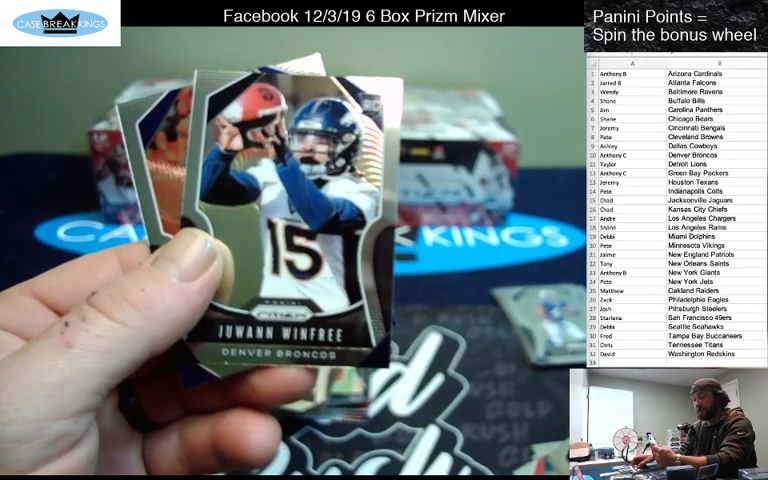 CASE BREAK KINGS
Facebook 12/3/19 6 Box Prizm Mixer
Panini Points =
Spin the bonus wheel
A B
1 Anthony B Arizona Cardinals
2 Jarred B Atlanta Falcons
3 Wendy Baltimore Ravens
4 Shane Buffalo Bills
5 Jim Carolina Panthers
6 Shane Chicago Bears
7 Jeremy Cincinnati Bengals
8 Pete Cleveland Browns
9 Ashley Dallas Cowboys
10 Anthony C Denver Broncos
11 Taylor Detroit Lions
12 Anthony C Green Bay Packers
13 Jeremy Houston Texans
14 Pete Indianapolis Colts
15 Chad Jacksonville Jaguars
16 Chad Kansas City Chiefs
17 Andre Los Angeles Chargers
18 Shane Los Angeles Rams
19 Debbi Miami Dolphins
20 Pete Minnesota Vikings
21 Jaime New England Patriots
22 Tony New Orleans Saints
23 Anthony B New York Giants
24 Pete New York Jets
25 Matthew Oakland Raiders
26 Zack Philadelphia Eagles
27 Josh Pittsburgh Steelers
28 Starlena San Francisco 49ers
29 Debbi Seattle Seahawks
30 Fred Tampa Bay Buccaneers
31 Chris Tennessee Titans
32 David Washington Redskins
33
RC
15
PANINI
PRIZM
JUWANN WINFREE
DENVER BRONCOS
KINGS
GOLD
RUSH